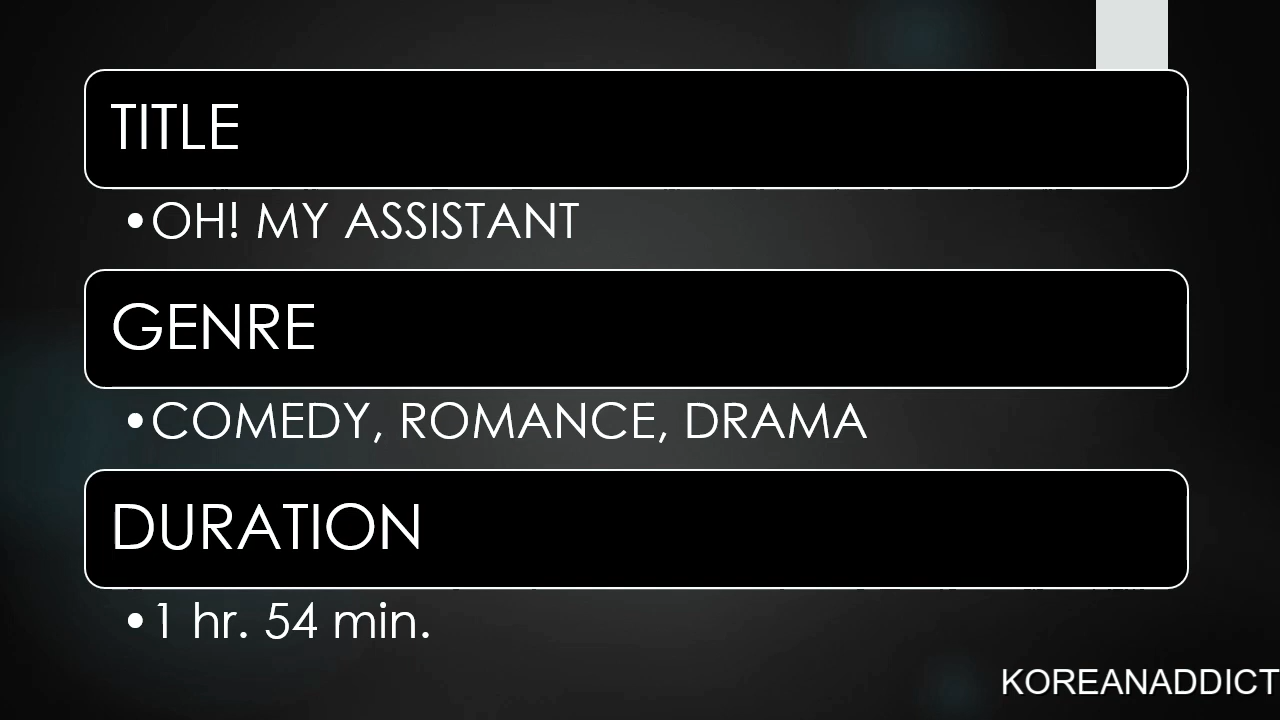 TITLE
•OH! MY ASSISTANT
GENRE
•COMEDY, ROMANCE, DRAMA
DURATION
•1 hr. 54 min.
KOREANADDICT